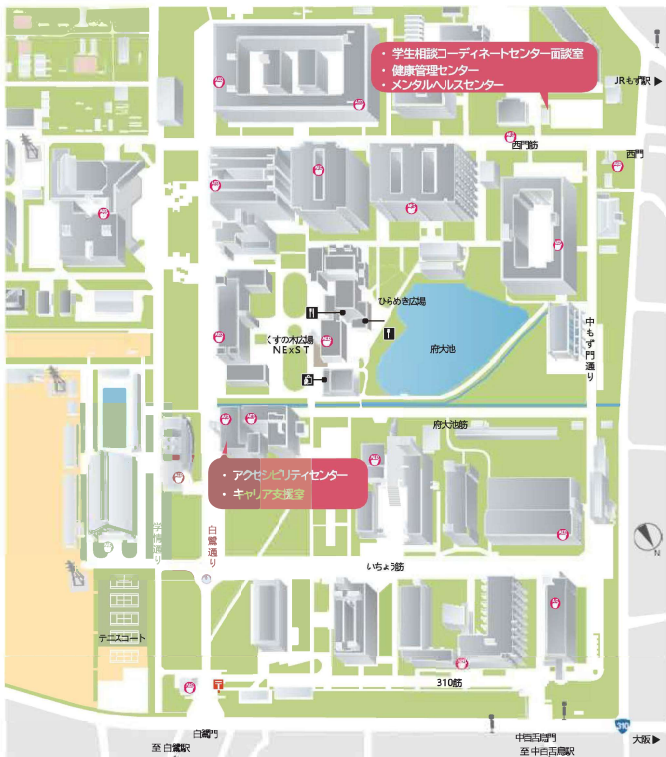 ・ 学生相談コーディネートセンター面談室
・ 健康管理センター
・ メンタルヘルスセンター
JRもず駅 ▶
西門筋
西門
ひらめき広場
くすの木広場
NExST
府大池
中もず門通り
府大池筋
・ アクセシビリティセンター
・ キャリア支援室
学情通り
白鷺通り
いちょう筋
テニスコート
310筋
白鷺門
至 白鷺駅
中百舌鳥門
至 中百舌鳥駅
310
大阪 ▶